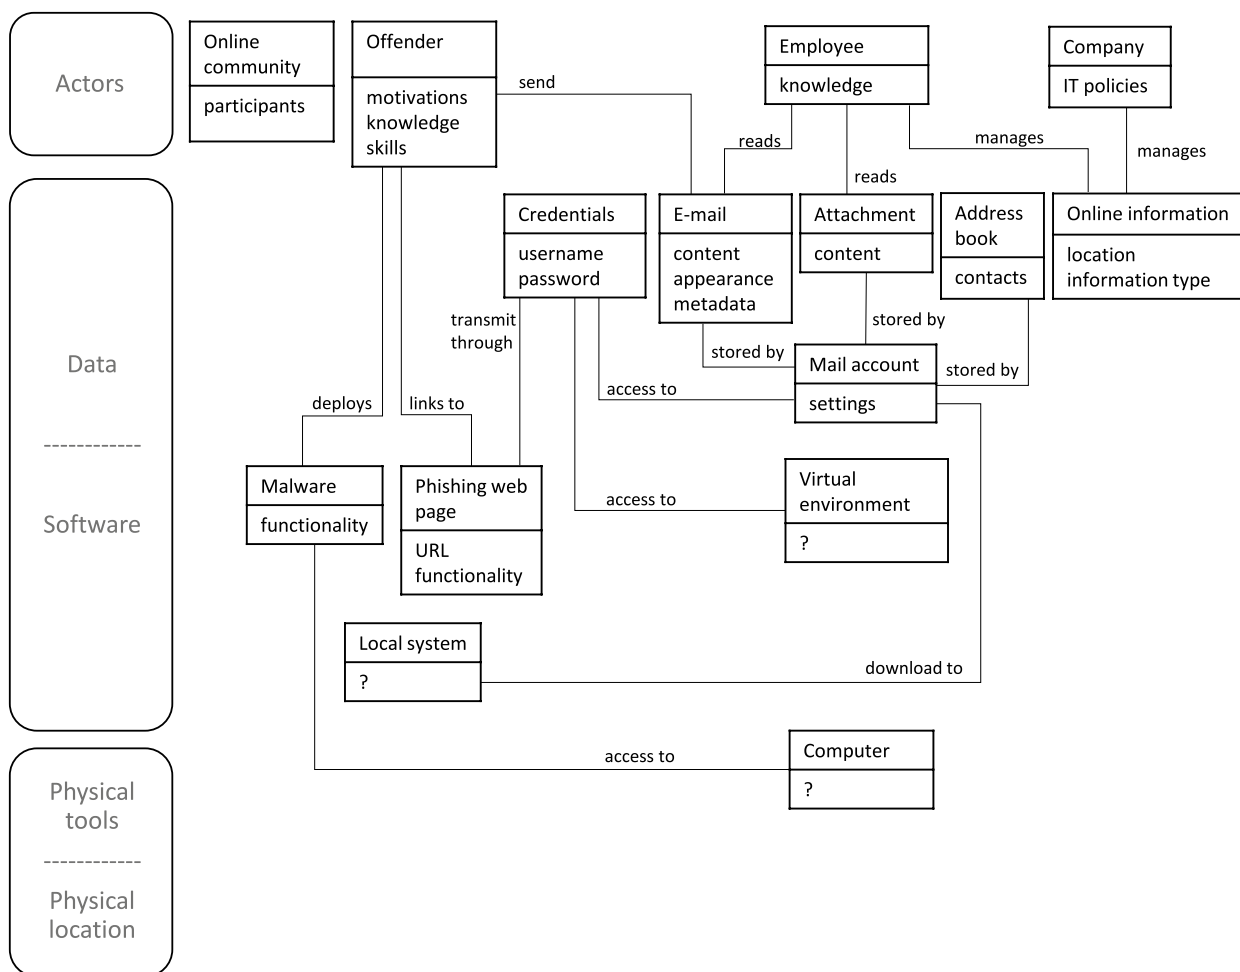 Actors
Online
community
participants
Offender
motivations
knowledge
skills
send
Employee
knowledge
Company
IT policies
reads
reads
manages
manages
Credentials
username
password
E-mail
content
appearance
metadata
Attachment
content
Address
book
contacts
Online information
location
information type
transmit
through
stored by
stored by
stored by
Mail account
settings
access to
Data
------------
Software
deploys
links to
Malware
functionality
Phishing web
page
URL
functionality
access to
Virtual
environment
?
Local system
?
download to
access to
Computer
?
Physical
tools
------------
Physical
location